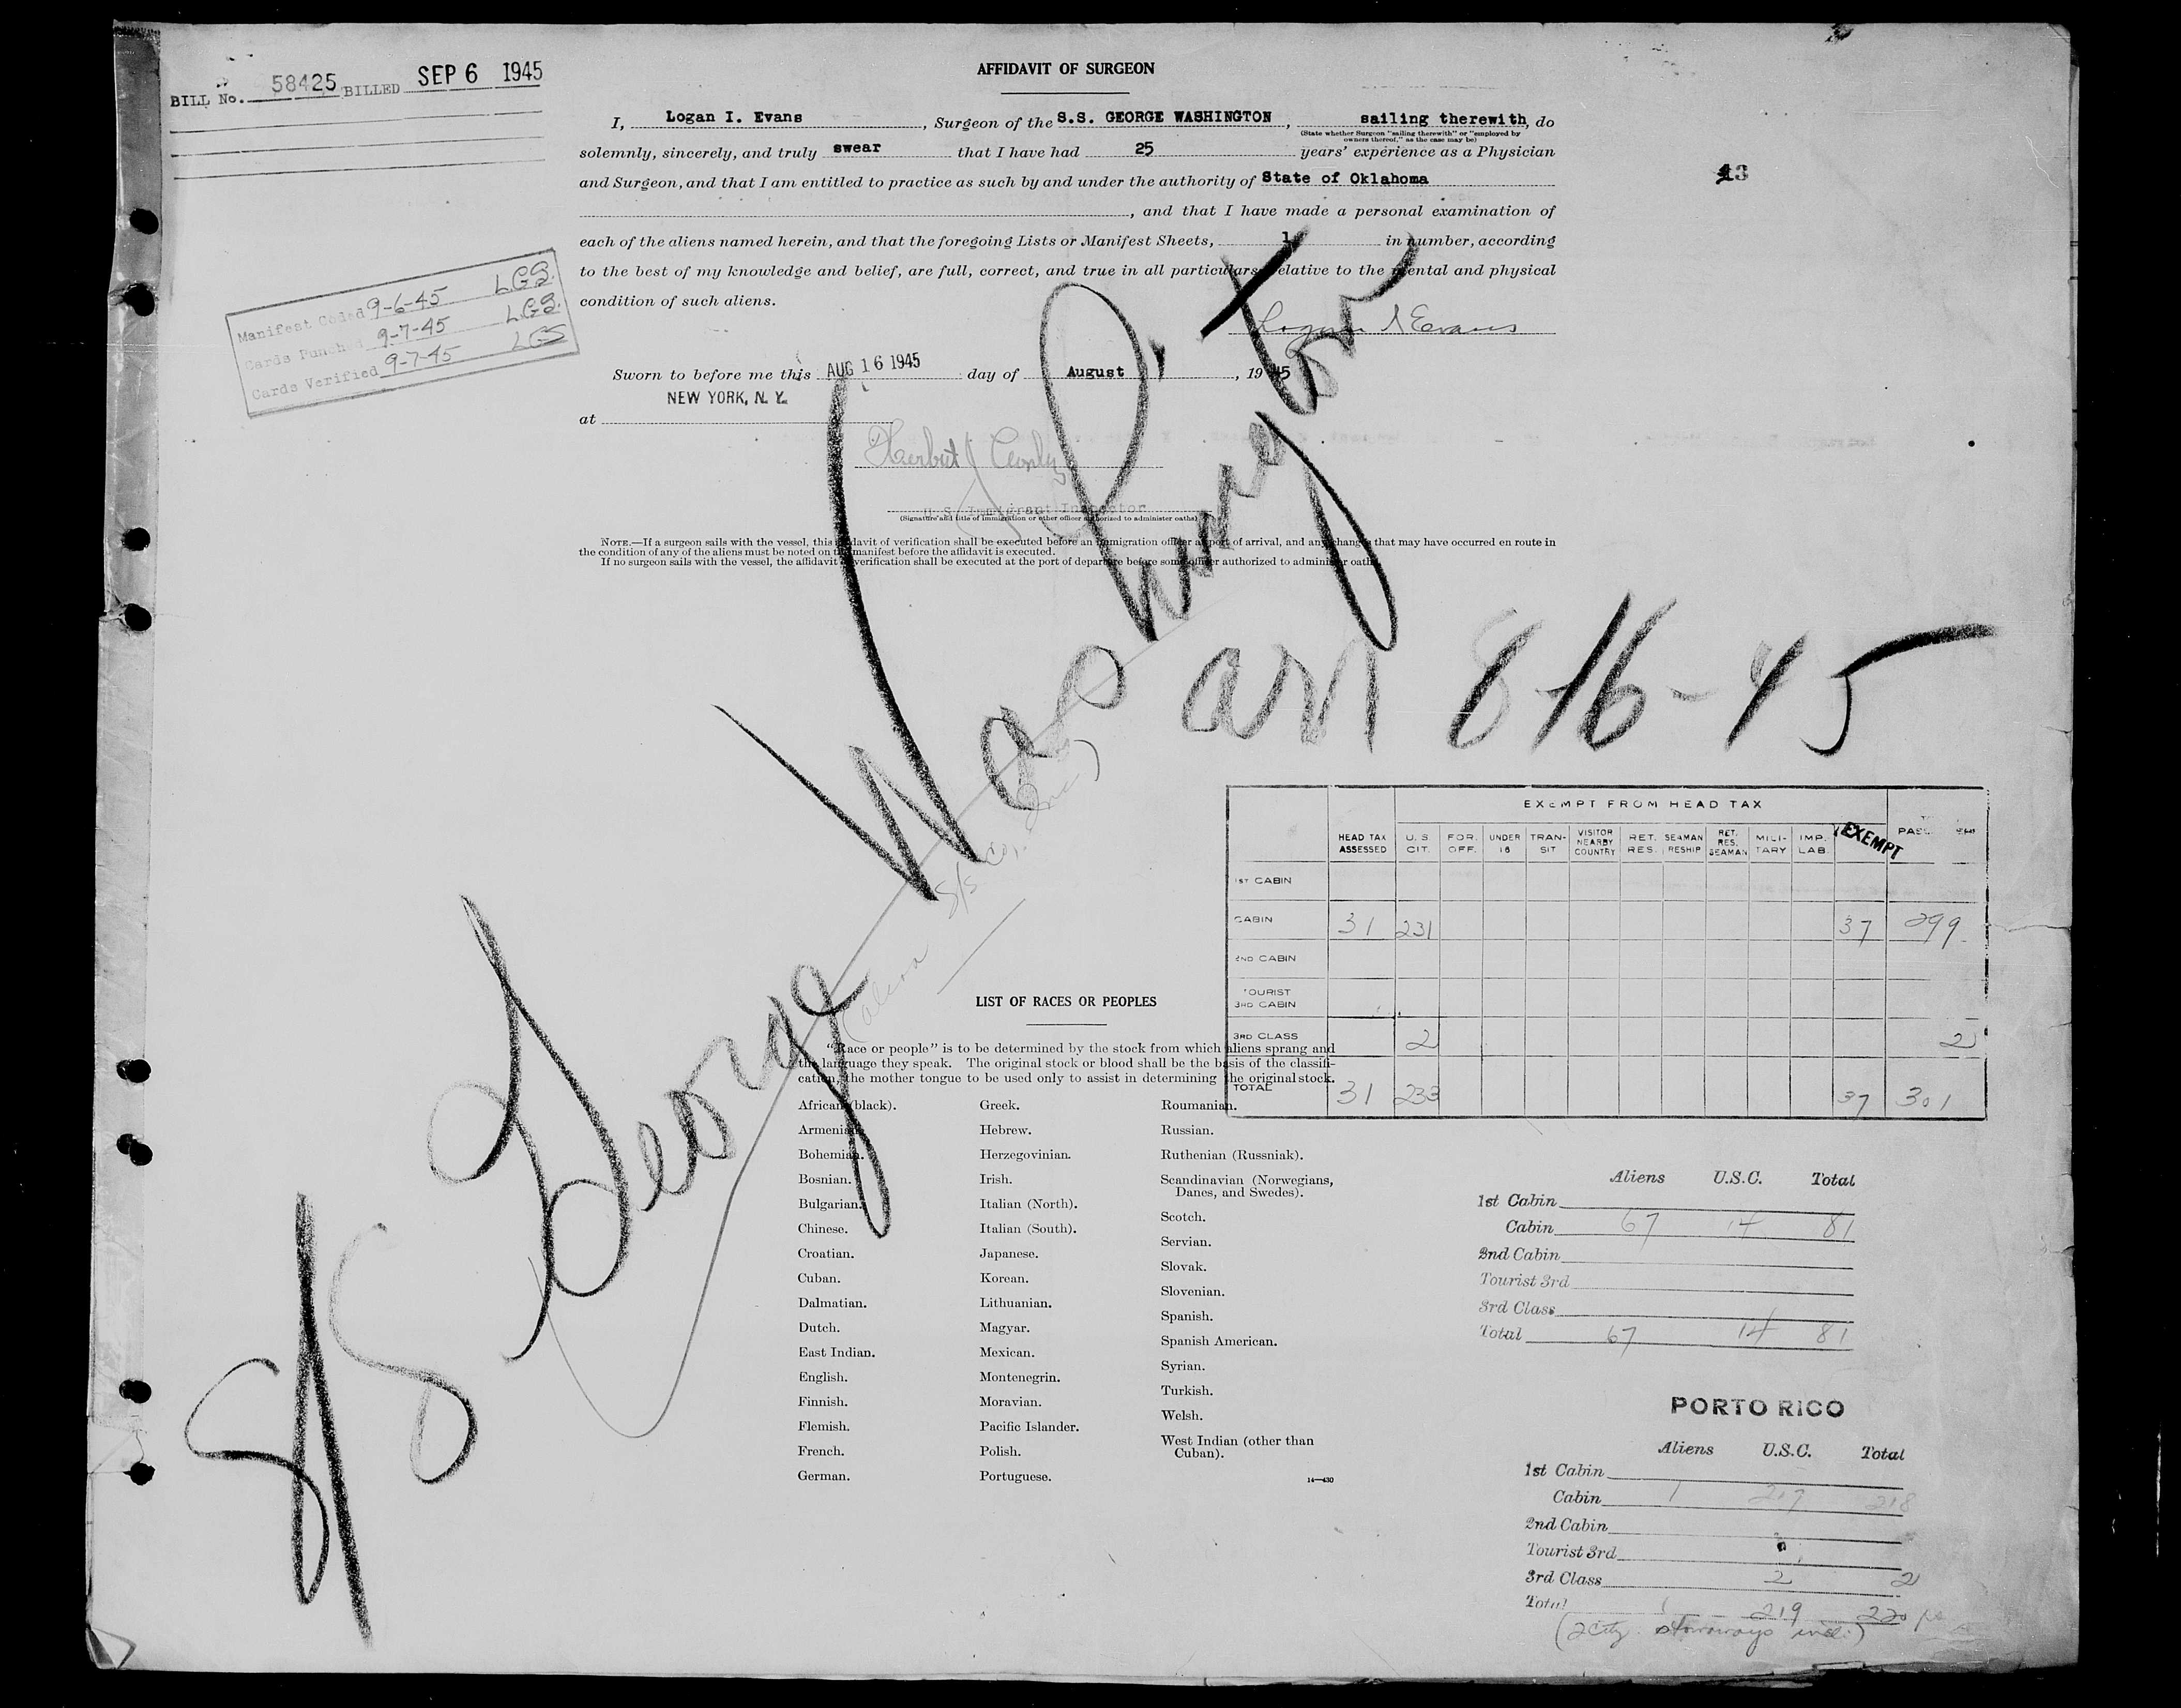 BILL No. 58425 BILLED SEP 6 1945
AFFIDAVIT OF SURGEON
I, Logan I. Evans, Surgeon of the S.S. GEORGE WASHINGTON, sailing therewith, do
(State whether Surgeon "sailing therewith" or "employed by
owners thereof," as the case may be)
solemnly, sincerely, and truly swear that I have had 25 years' experience as a Physician
and Surgeon, and that I am entitled to practice as such by and under the authority of State of Oklahoma
, and that I have made a personal examination of
each of the aliens named herein, and that the foregoing Lists or Manifest Sheets, 1 in number, according
to the best of my knowledge and belief, are full, correct, and true in all particulars relative to the mental and physical
condition of such aliens.
13
Manifest Coded 9-6-45 LGS.
Cards Punched 9-7-45 LGS.
Cards Verified 9-7-45 LGS
Logan I Evans
Sworn to before me this AUG 16 1945 day of August, 1945
at NEW YORK, N. Y.
Herbert
U.S. Immigrant Inspector
(Signature and title of immigration or other officer authorized to administer oaths)
NOTE.—If a surgeon sails with the vessel, this affidavit of verification shall be executed before an immigration officer at port of arrival, and any changes that may have occurred en route in
the condition of any of the aliens must be noted on the manifest before the affidavit is executed.
If no surgeon sails with the vessel, the affidavit of verification shall be executed at the port of departure before some officer authorized to administer oaths.
S/S George Washington
arr 8-16-45
(Alcoa S/S Co. Inc.)
EXEMPT FROM HEAD TAX
HEAD TAX ASSESSED U.S. CIT. FOR. OFF. UNDER 16 TRANSIT VISITOR NEARBY COUNTRY RET. RES. SEAMAN RESHIP RET. RES. SEAMAN MILITARY IMP. LAB. EXEMPT
1ST CABIN
CABIN 31 231 37 299
2ND CABIN
TOURIST
3RD CABIN
3RD CLASS 2 2
TOTAL 31 233 37 301
LIST OF RACES OR PEOPLES
"Race or people" is to be determined by the stock from which aliens sprang and
the language they speak. The original stock or blood shall be the basis of the classifi-
cation, the mother tongue to be used only to assist in determining the original stock.
African (black).
Armenian.
Bohemian.
Bosnian.
Bulgarian.
Chinese.
Croatian.
Cuban.
Dalmatian.
Dutch.
East Indian.
English.
Finnish.
Flemish.
French.
German.
Greek.
Hebrew.
Herzegovinian.
Irish.
Italian (North).
Italian (South).
Japanese.
Korean.
Lithuanian.
Magyar.
Mexican.
Montenegrin.
Moravian.
Pacific Islander.
Polish.
Portuguese.
Roumanian.
Russian.
Ruthenian (Russniak).
Scandinavian (Norwegians,
Danes, and Swedes).
Scotch.
Servian.
Slovak.
Slovenian.
Spanish.
Spanish American.
Syrian.
Turkish.
Welsh.
West Indian (other than
Cuban).
14—430
Aliens U.S.C. Total
1st Cabin
Cabin 67 14 81
2nd Cabin
Tourist 3rd
3rd Class
Total 67 14 81
PORTO RICO
Aliens U.S.C. Total
1st Cabin
Cabin 1 217 218
2nd Cabin
Tourist 3rd
3rd Class 2 2
Total 1 219 220
(2 City. stowaways incl.)